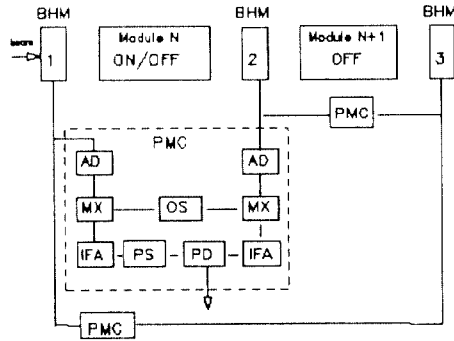 BHM BHM BHM
beam
1
Module N
ON/OFF
2
Module N+1
OFF
3
PMC
PMC
AD AD
MX OS MX
IFA PS PD IFA
PMC